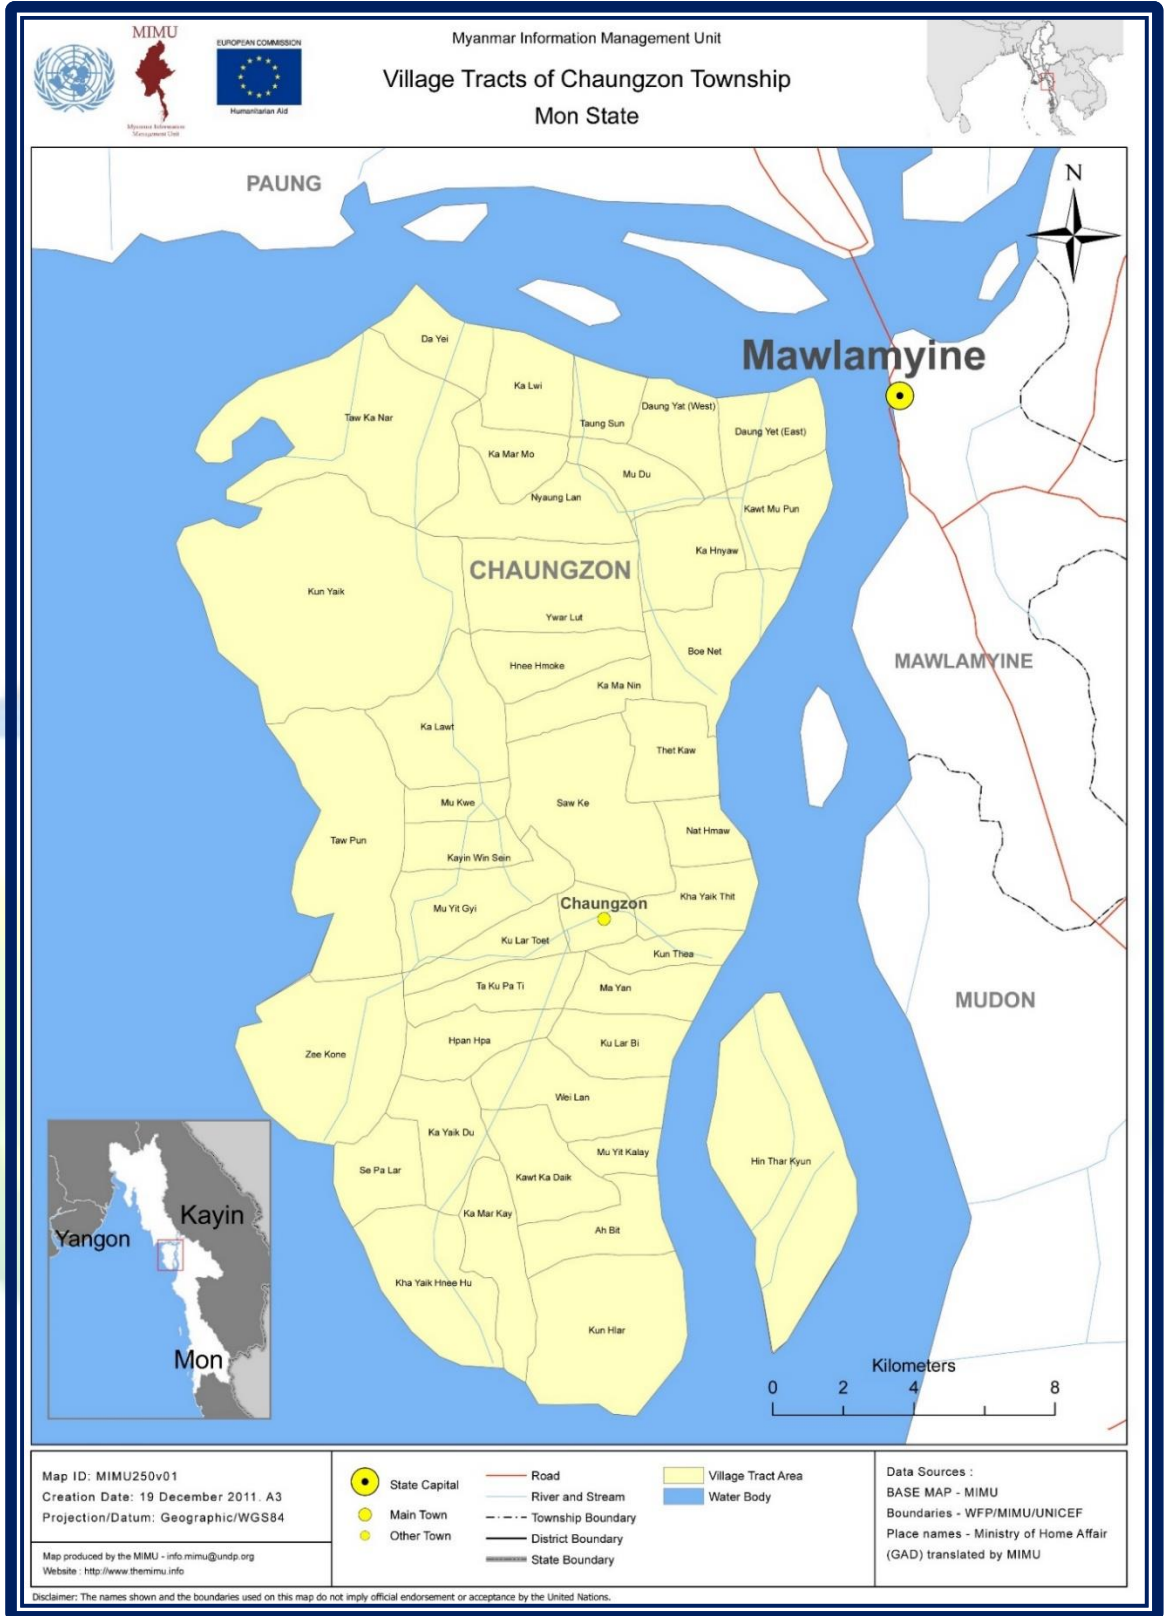 MIMU
Myanmar Information
Management Unit
EUROPEAN COMMISSION
Humanitarian Aid
Myanmar Information Management Unit
Village Tracts of Chaungzon Township
Mon State
PAUNG
N
Mawlamyine
Da Yei
Ka Lwi
Taw Ka Nar
Taung Sun
Daung Yat (West)
Daung Yet (East)
Ka Mar Mo
Mu Du
Nyaung Lan
Kawt Mu Pun
Ka Hnyaw
CHAUNGZON
Kun Yaik
Ywar Lut
Boe Net
MAWLAMYINE
Hnee Hmoke
Ka Ma Nin
Ka Lawt
Thet Kaw
Mu Kwe
Saw Ke
Taw Pun
Nat Hmaw
Kayin Win Sein
Mu Yit Gyi
Chaungzon
Kha Yaik Thit
Ku Lar Toet
Kun Thea
Ta Ku Pa Ti
Ma Yan
MUDON
Zee Kone
Hpan Hpa
Ku Lar Bi
Wei Lan
Ka Yaik Du
Mu Yit Kalay
Se Pa Lar
Kawt Ka Daik
Hin Thar Kyun
Ka Mar Kay
Ah Bit
Kha Yaik Hnee Hu
Kun Hlar
Kayin
Yangon
Mon
Kilometers
0 2 4 8
Map ID: MIMU250v01
Creation Date: 19 December 2011. A3
Projection/Datum: Geographic/WGS84
Map produced by the MIMU - info.mimu@undp.org
Website : http://www.themimu.info
State Capital
Main Town
Other Town
Road
River and Stream
Township Boundary
District Boundary
State Boundary
Village Tract Area
Water Body
Data Sources :
BASE MAP - MIMU
Boundaries - WFP/MIMU/UNICEF
Place names - Ministry of Home Affair
(GAD) translated by MIMU
Disclaimer: The names shown and the boundaries used on this map do not imply official endorsement or acceptance by the United Nations.